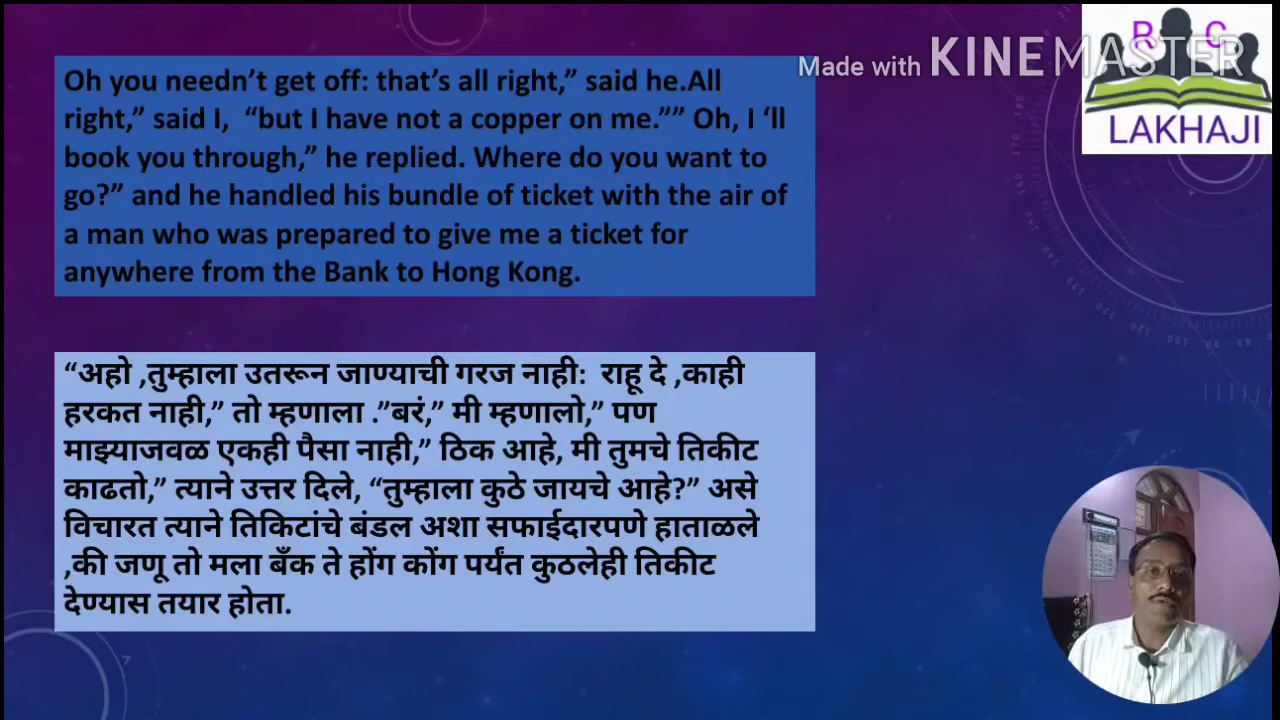 Made with KINEMASTER
R C
LAKHAJI
Oh you needn’t get off: that’s all right,” said he.All
right,” said I, “but I have not a copper on me.”” Oh, I ‘ll
book you through,” he replied. Where do you want to
go?” and he handled his bundle of ticket with the air of
a man who was prepared to give me a ticket for
anywhere from the Bank to Hong Kong.
“अहो ,तुम्हाला उतरून जाण्याची गरज नाही: राहू दे ,काही
हरकत नाही,” तो म्हणाला .”बरं,” मी म्हणालो,” पण
माझ्याजवळ एकही पैसा नाही,” ठिक आहे, मी तुमचे तिकीट
काढतो,” त्याने उत्तर दिले, “तुम्हाला कुठे जायचे आहे?” असे
विचारत त्याने तिकिटांचे बंडल अशा सफाईदारपणे हाताळले
,की जणू तो मला बँक ते होंग कोंग पर्यंत कुठलेही तिकीट
देण्यास तयार होता.